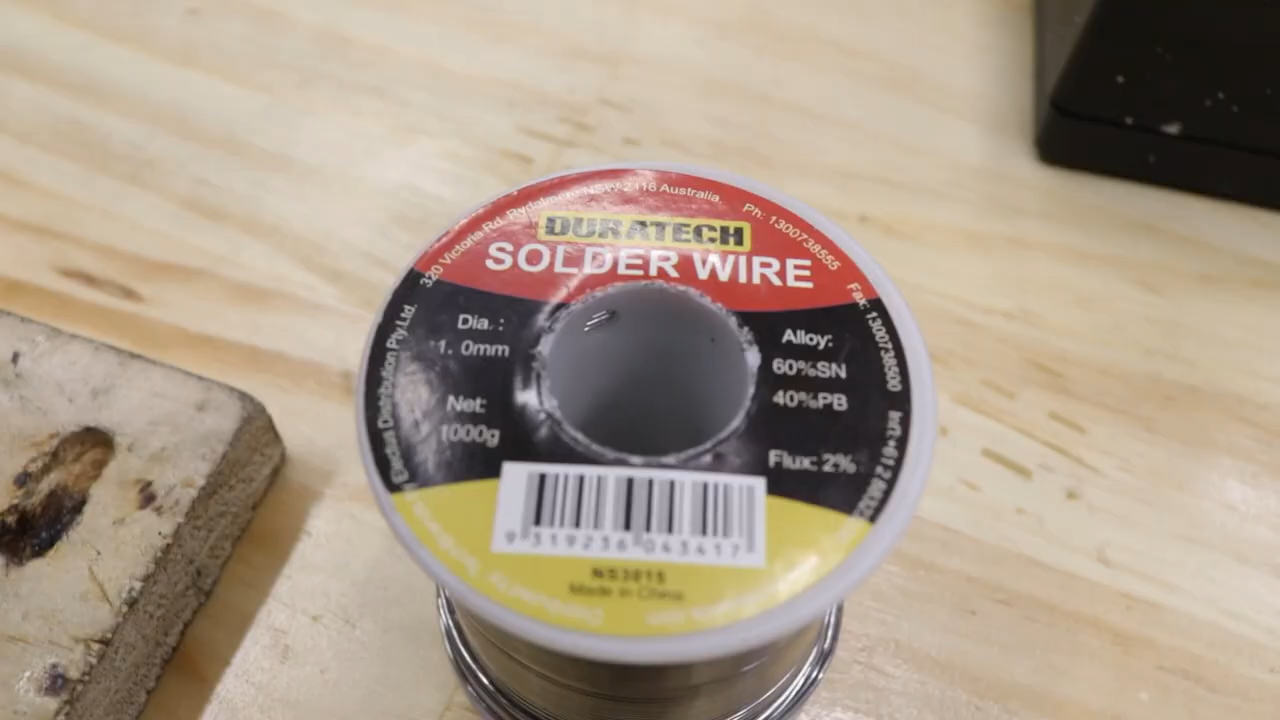 320 Victoria Rd. Rydalmere NSW 2116 Australia.
Ph: 1300738555
Fax: 1300738500
DURATECH
SOLDER WIRE
Dia. :
1. 0mm
Net:
1000g
Alloy:
60%SN
40%PB
Flux: 2%
Electus Distribution Pty.Ltd.
9 319236 043417
NS3015
Made in China